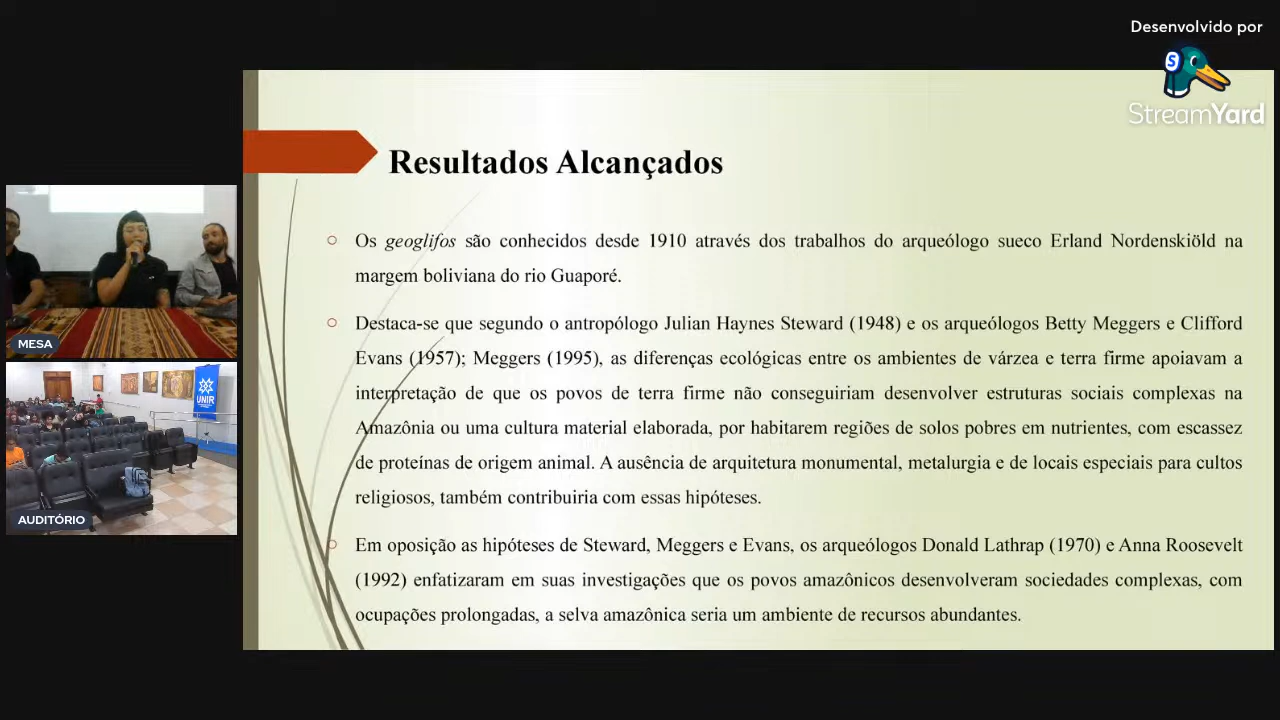 Desenvolvido por
StreamYard
Resultados Alcançados
Os geoglifos são conhecidos desde 1910 através dos trabalhos do arqueólogo sueco Erland Nordenskiöld na
margem boliviana do rio Guaporé.
Destaca-se que segundo o antropólogo Julian Haynes Steward (1948) e os arqueólogos Betty Meggers e Clifford
Evans (1957); Meggers (1995), as diferenças ecológicas entre os ambientes de várzea e terra firme apoiavam a
interpretação de que os povos de terra firme não conseguiriam desenvolver estruturas sociais complexas na
Amazônia ou uma cultura material elaborada, por habitarem regiões de solos pobres em nutrientes, com escassez
de proteínas de origem animal. A ausência de arquitetura monumental, metalurgia e de locais especiais para cultos
religiosos, também contribuiria com essas hipóteses.
Em oposição as hipóteses de Steward, Meggers e Evans, os arqueólogos Donald Lathrap (1970) e Anna Roosevelt
(1992) enfatizaram em suas investigações que os povos amazônicos desenvolveram sociedades complexas, com
ocupações prolongadas, a selva amazônica seria um ambiente de recursos abundantes.
MESA
UNIR
AUDITÓRIO